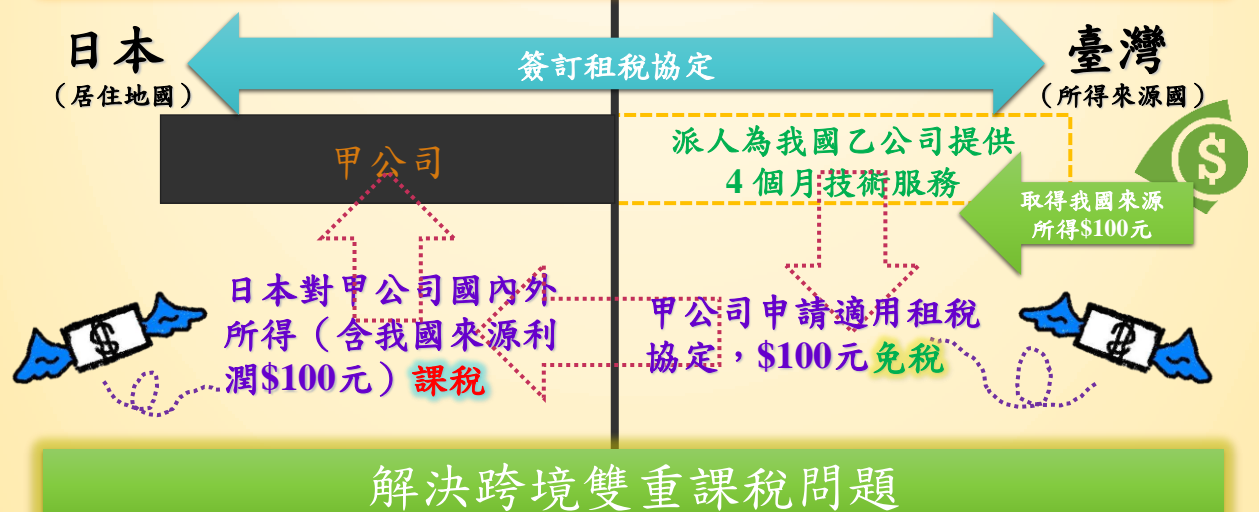 日本
（居住地國）
簽訂租稅協定
臺灣
（所得來源國）
甲公司
派人為我國乙公司提供
4 個月技術服務
取得我國來源
所得$100元
日本對甲公司國內外
所得（含我國來源利
潤$100元）課稅
甲公司申請適用租稅
協定，$100元免稅
$
$
$
解決跨境雙重課稅問題